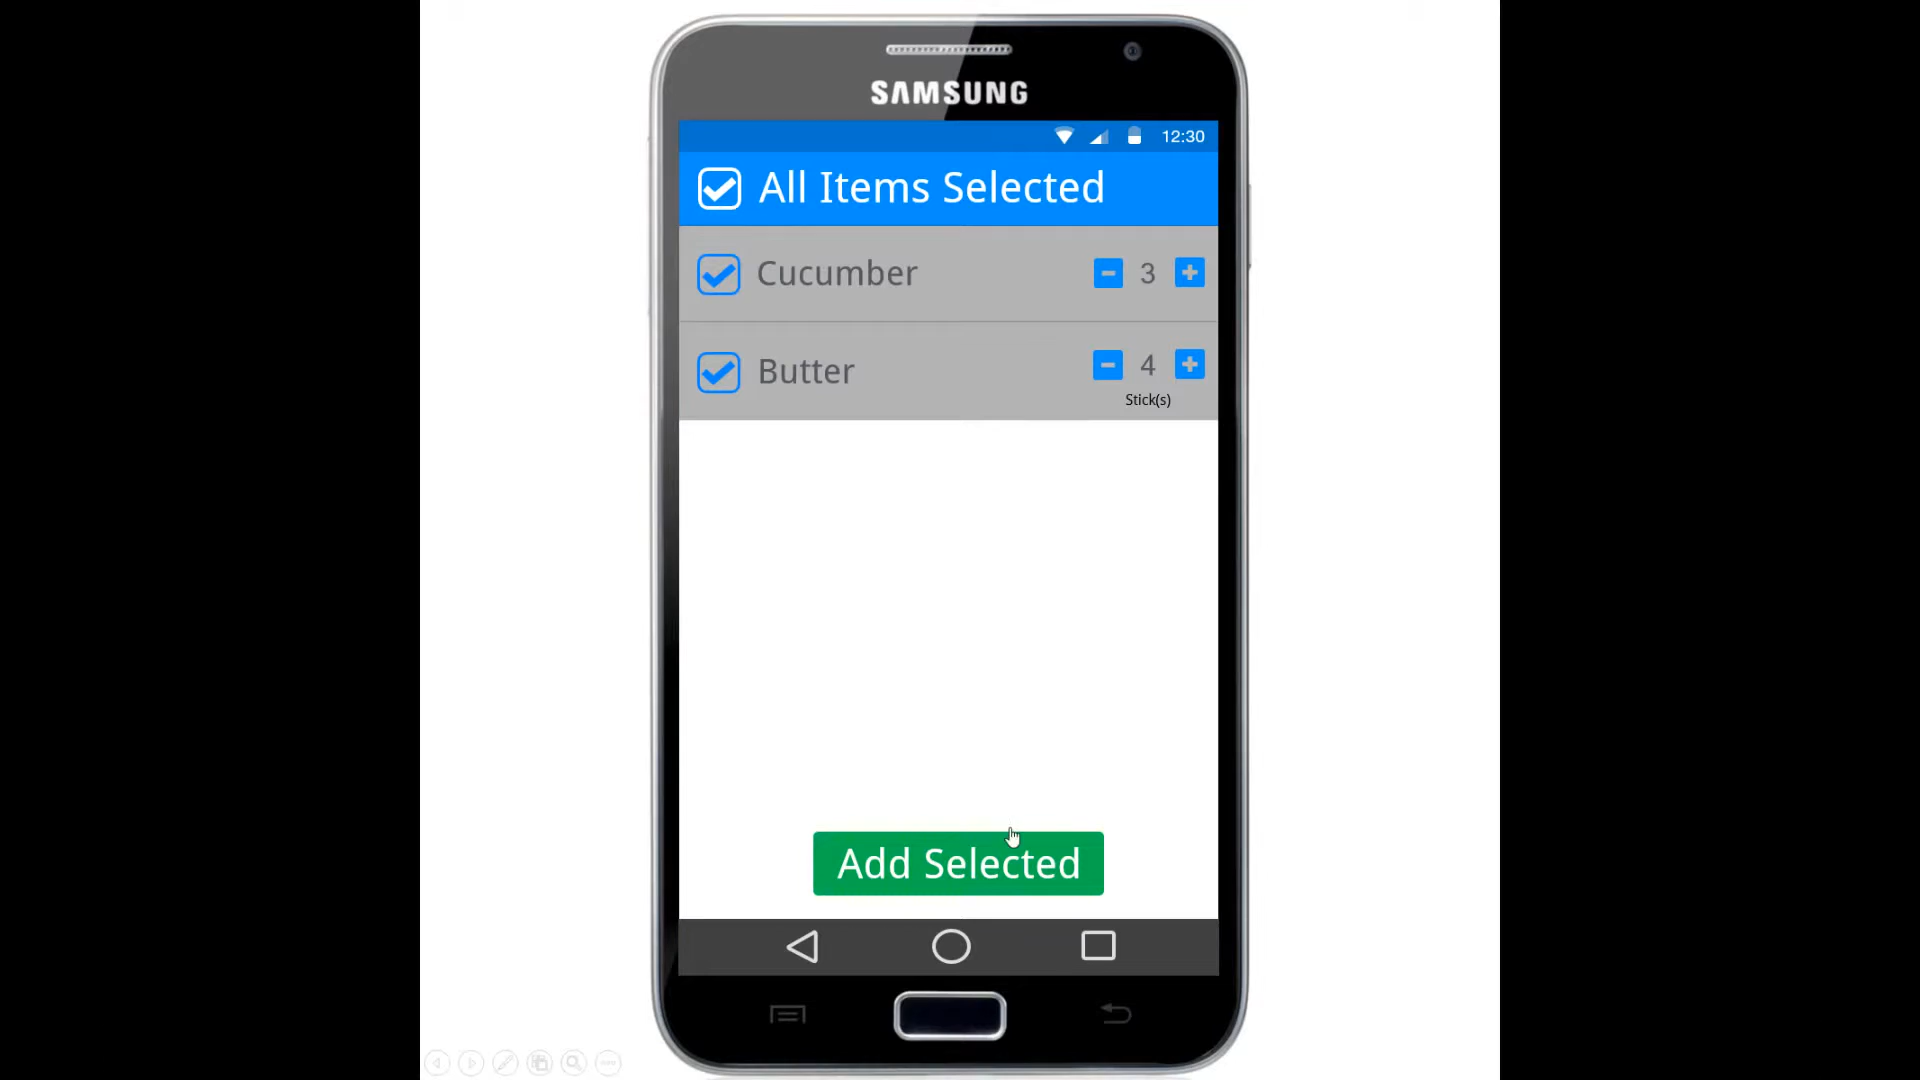 SAMSUNG
12:30
All Items Selected
Cucumber
3
Butter
4
Stick(s)
Add Selected